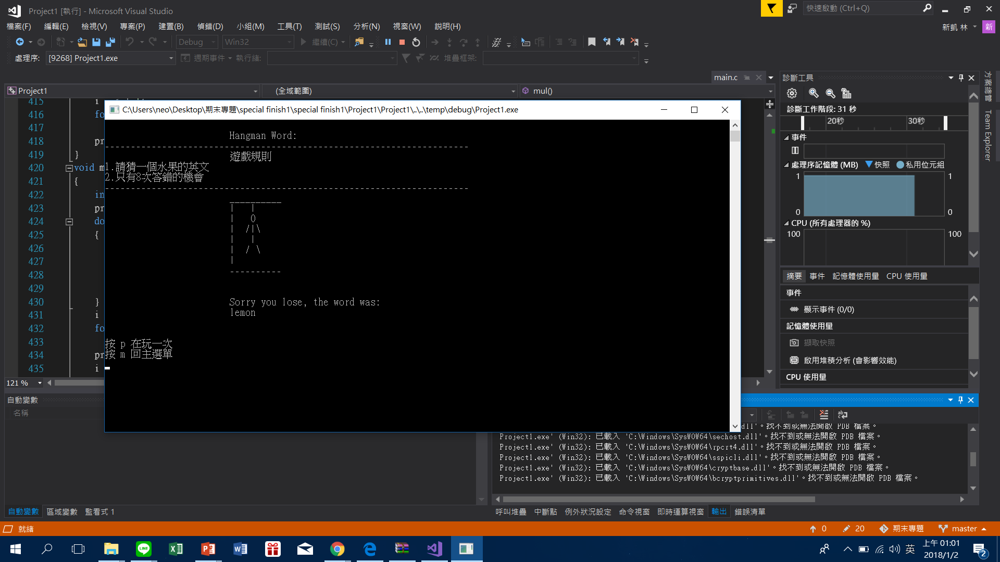 Project1 [執行] - Microsoft Visual Studio
快速啟動 (Ctrl+Q)
檔案(F) 編輯(E) 檢視(V) 專案(P) 建置(B) 偵錯(D) 小組(M) 工具(T) 測試(S) 分析(N) 視窗(W) 說明(H)
新凱 林 新
Debug Win32 繼續(C)
處理序: [9268] Project1.exe 週期事件 執行緒: 堆疊框架:
main.c
Project1 (全域範圍) mul()
415 i
416 fo
417
418 pr
419 }
420 void m
421 {
422 in
423 pr
424 do
425 {
426
427
428
429
430 }
431 i
432 fo
433
434 pr
435 i
121 %
C:\Users\neo\Desktop\期末專題\special finish1\special finish1\Project1\Project1\..\..\temp\debug\Project1.exe
Hangman Word:
遊戲規則
1.請猜一個水果的英文
2.只有8次答錯的機會
Sorry you lose, the word was:
lemon
按 p 在玩一次
按 m 回主選單
診斷工具
診斷工作階段: 31 秒
20秒 30秒
事件
處理序記憶體 (MB) 快照 私用位元組
1 1
0 0
CPU (所有處理器的 %)
100 100
摘要 事件 記憶體使用量 CPU 使用量
事件
顯示事件 (0/0)
記憶體使用量
擷取快照
啟用堆積分析 (會影響效能)
CPU 使用量
方案總管
Team Explorer
自動變數
名稱
自動變數 區域變數 監看式 1
.dll'。找不到或無法開啟 PDB 檔案。
Project1.exe' (Win32): 已載入 'C:\Windows\SysWOW64\sechost.dll'。找不到或無法開啟 PDB 檔案。
Project1.exe' (Win32): 已載入 'C:\Windows\SysWOW64\rpcrt4.dll'。找不到或無法開啟 PDB 檔案。
Project1.exe' (Win32): 已載入 'C:\Windows\SysWOW64\sspicli.dll'。找不到或無法開啟 PDB 檔案。
Project1.exe' (Win32): 已載入 'C:\Windows\SysWOW64\cryptbase.dll'。找不到或無法開啟 PDB 檔案。
Project1.exe' (Win32): 已載入 'C:\Windows\SysWOW64\bcryptprimitives.dll'。找不到或無法開啟 PDB 檔案。
呼叫堆疊 中斷點 例外狀況設定 命令視窗 即時運算視窗 輸出 錯誤清單
就緒
0 20 期末專題 master
英 上午 01:01
2018/1/2
2